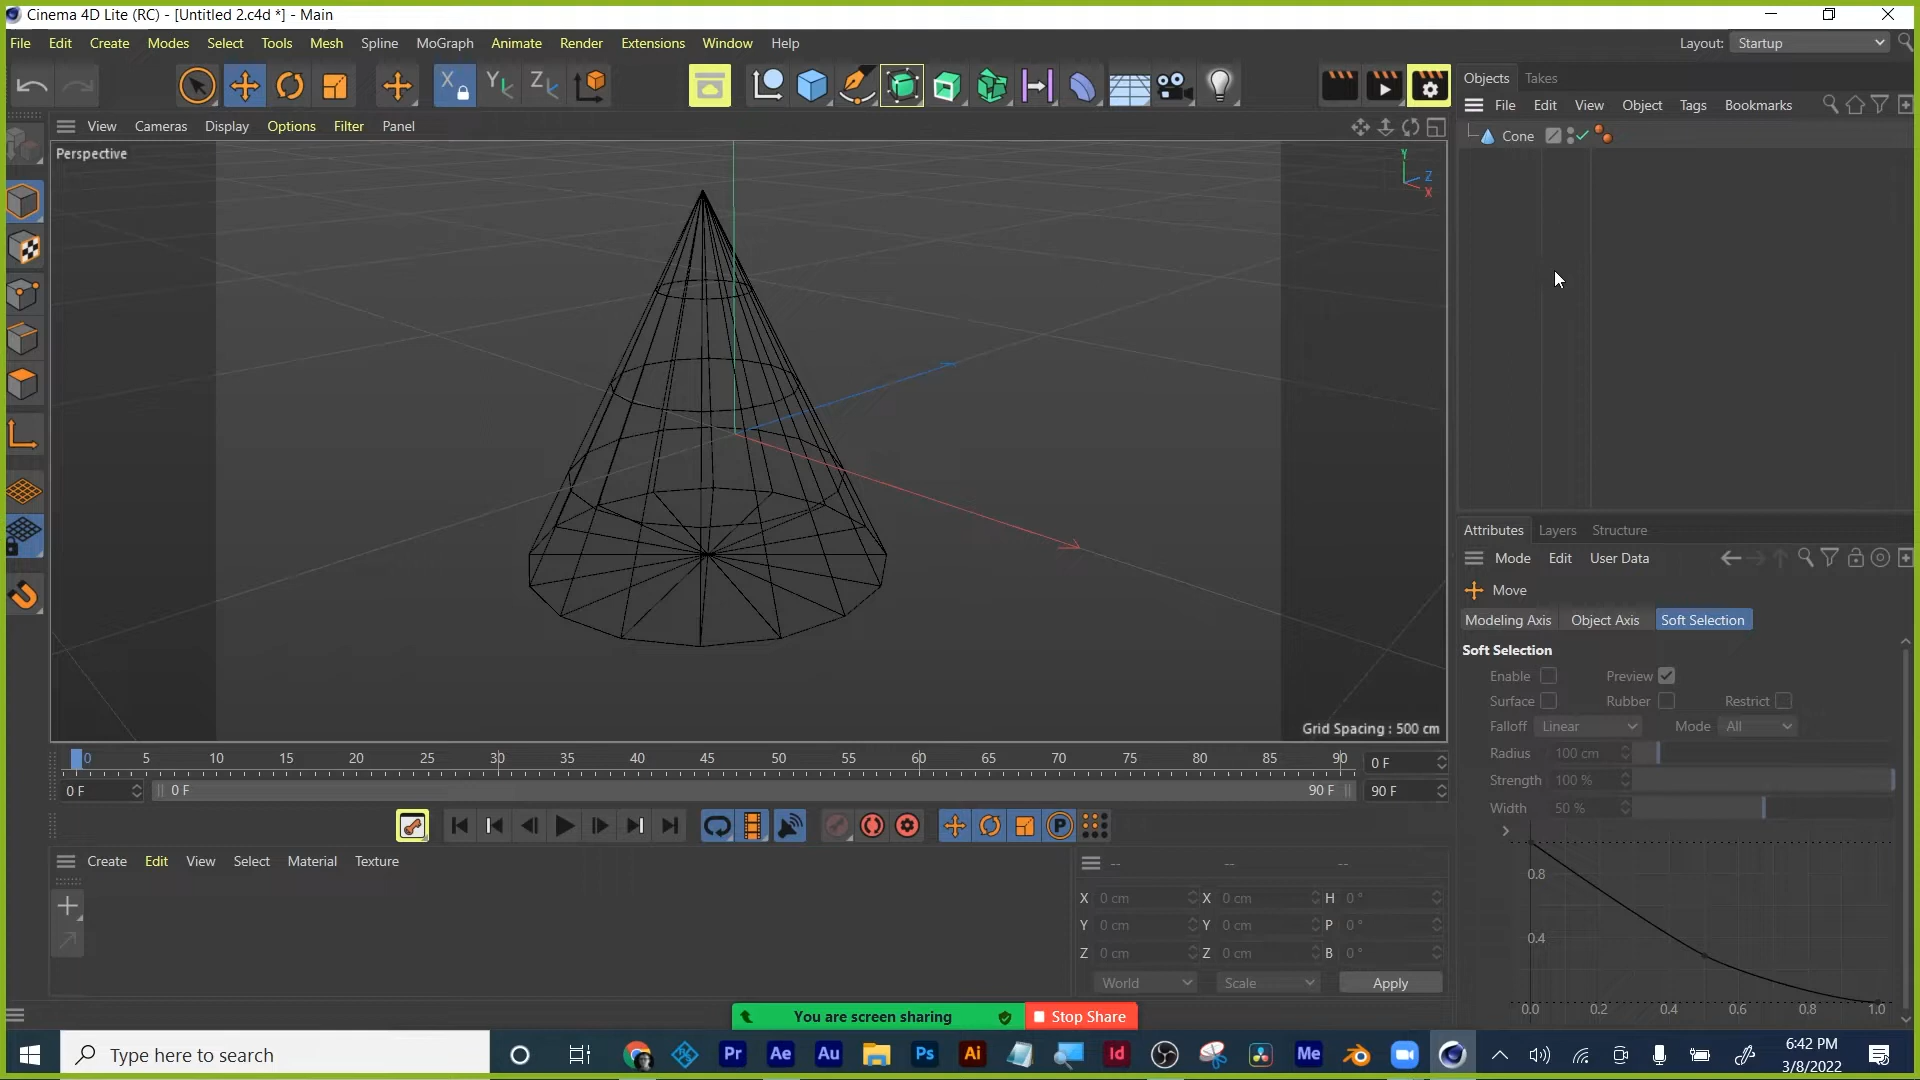 Cinema 4D Lite (RC) - [Untitled 2.c4d *] - Main
File Edit Create Modes Select Tools Mesh Spline MoGraph Animate Render Extensions Window Help
Layout: Startup
X Y Z
Objects Takes
File Edit View Object Tags Bookmarks
View Cameras Display Options Filter Panel
Cone
Perspective
Y
Z
X
Grid Spacing : 500 cm
Attributes Layers Structure
Mode Edit User Data
Move
Modeling Axis Object Axis Soft Selection
Soft Selection
Enable Preview
Surface Rubber Restrict
Falloff Linear Mode All
Radius 100 cm
Strength 100 %
Width 50 %
0.8
0.4
0.0 0.2 0.4 0.6 0.8 1.0
0 5 10 15 20 25 30 35 40 45 50 55 60 65 70 75 80 85 90 0 F
0 F 0 F 90 F 90 F
P
Create Edit View Select Material Texture
-- -- --
X 0 cm X 0 cm H 0 °
Y 0 cm Y 0 cm P 0 °
Z 0 cm Z 0 cm B 0 °
World Scale Apply
You are screen sharing Stop Share
Type here to search
Pr Ae Au Ps Ai Id Me
6:42 PM
3/8/2022